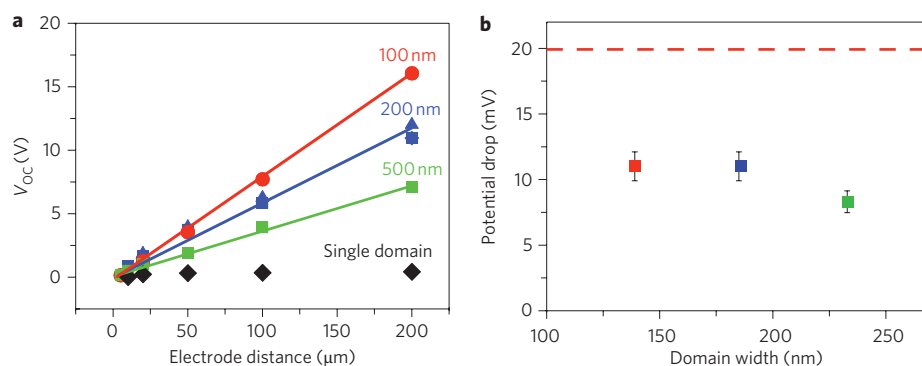 a
20
15
10
5
0
V_OC (V)
100 nm
200 nm
500 nm
Single domain
0
50
100
150
200
Electrode distance (μm)
b
20
15
10
5
0
Potential drop (mV)
100
150
200
250
Domain width (nm)